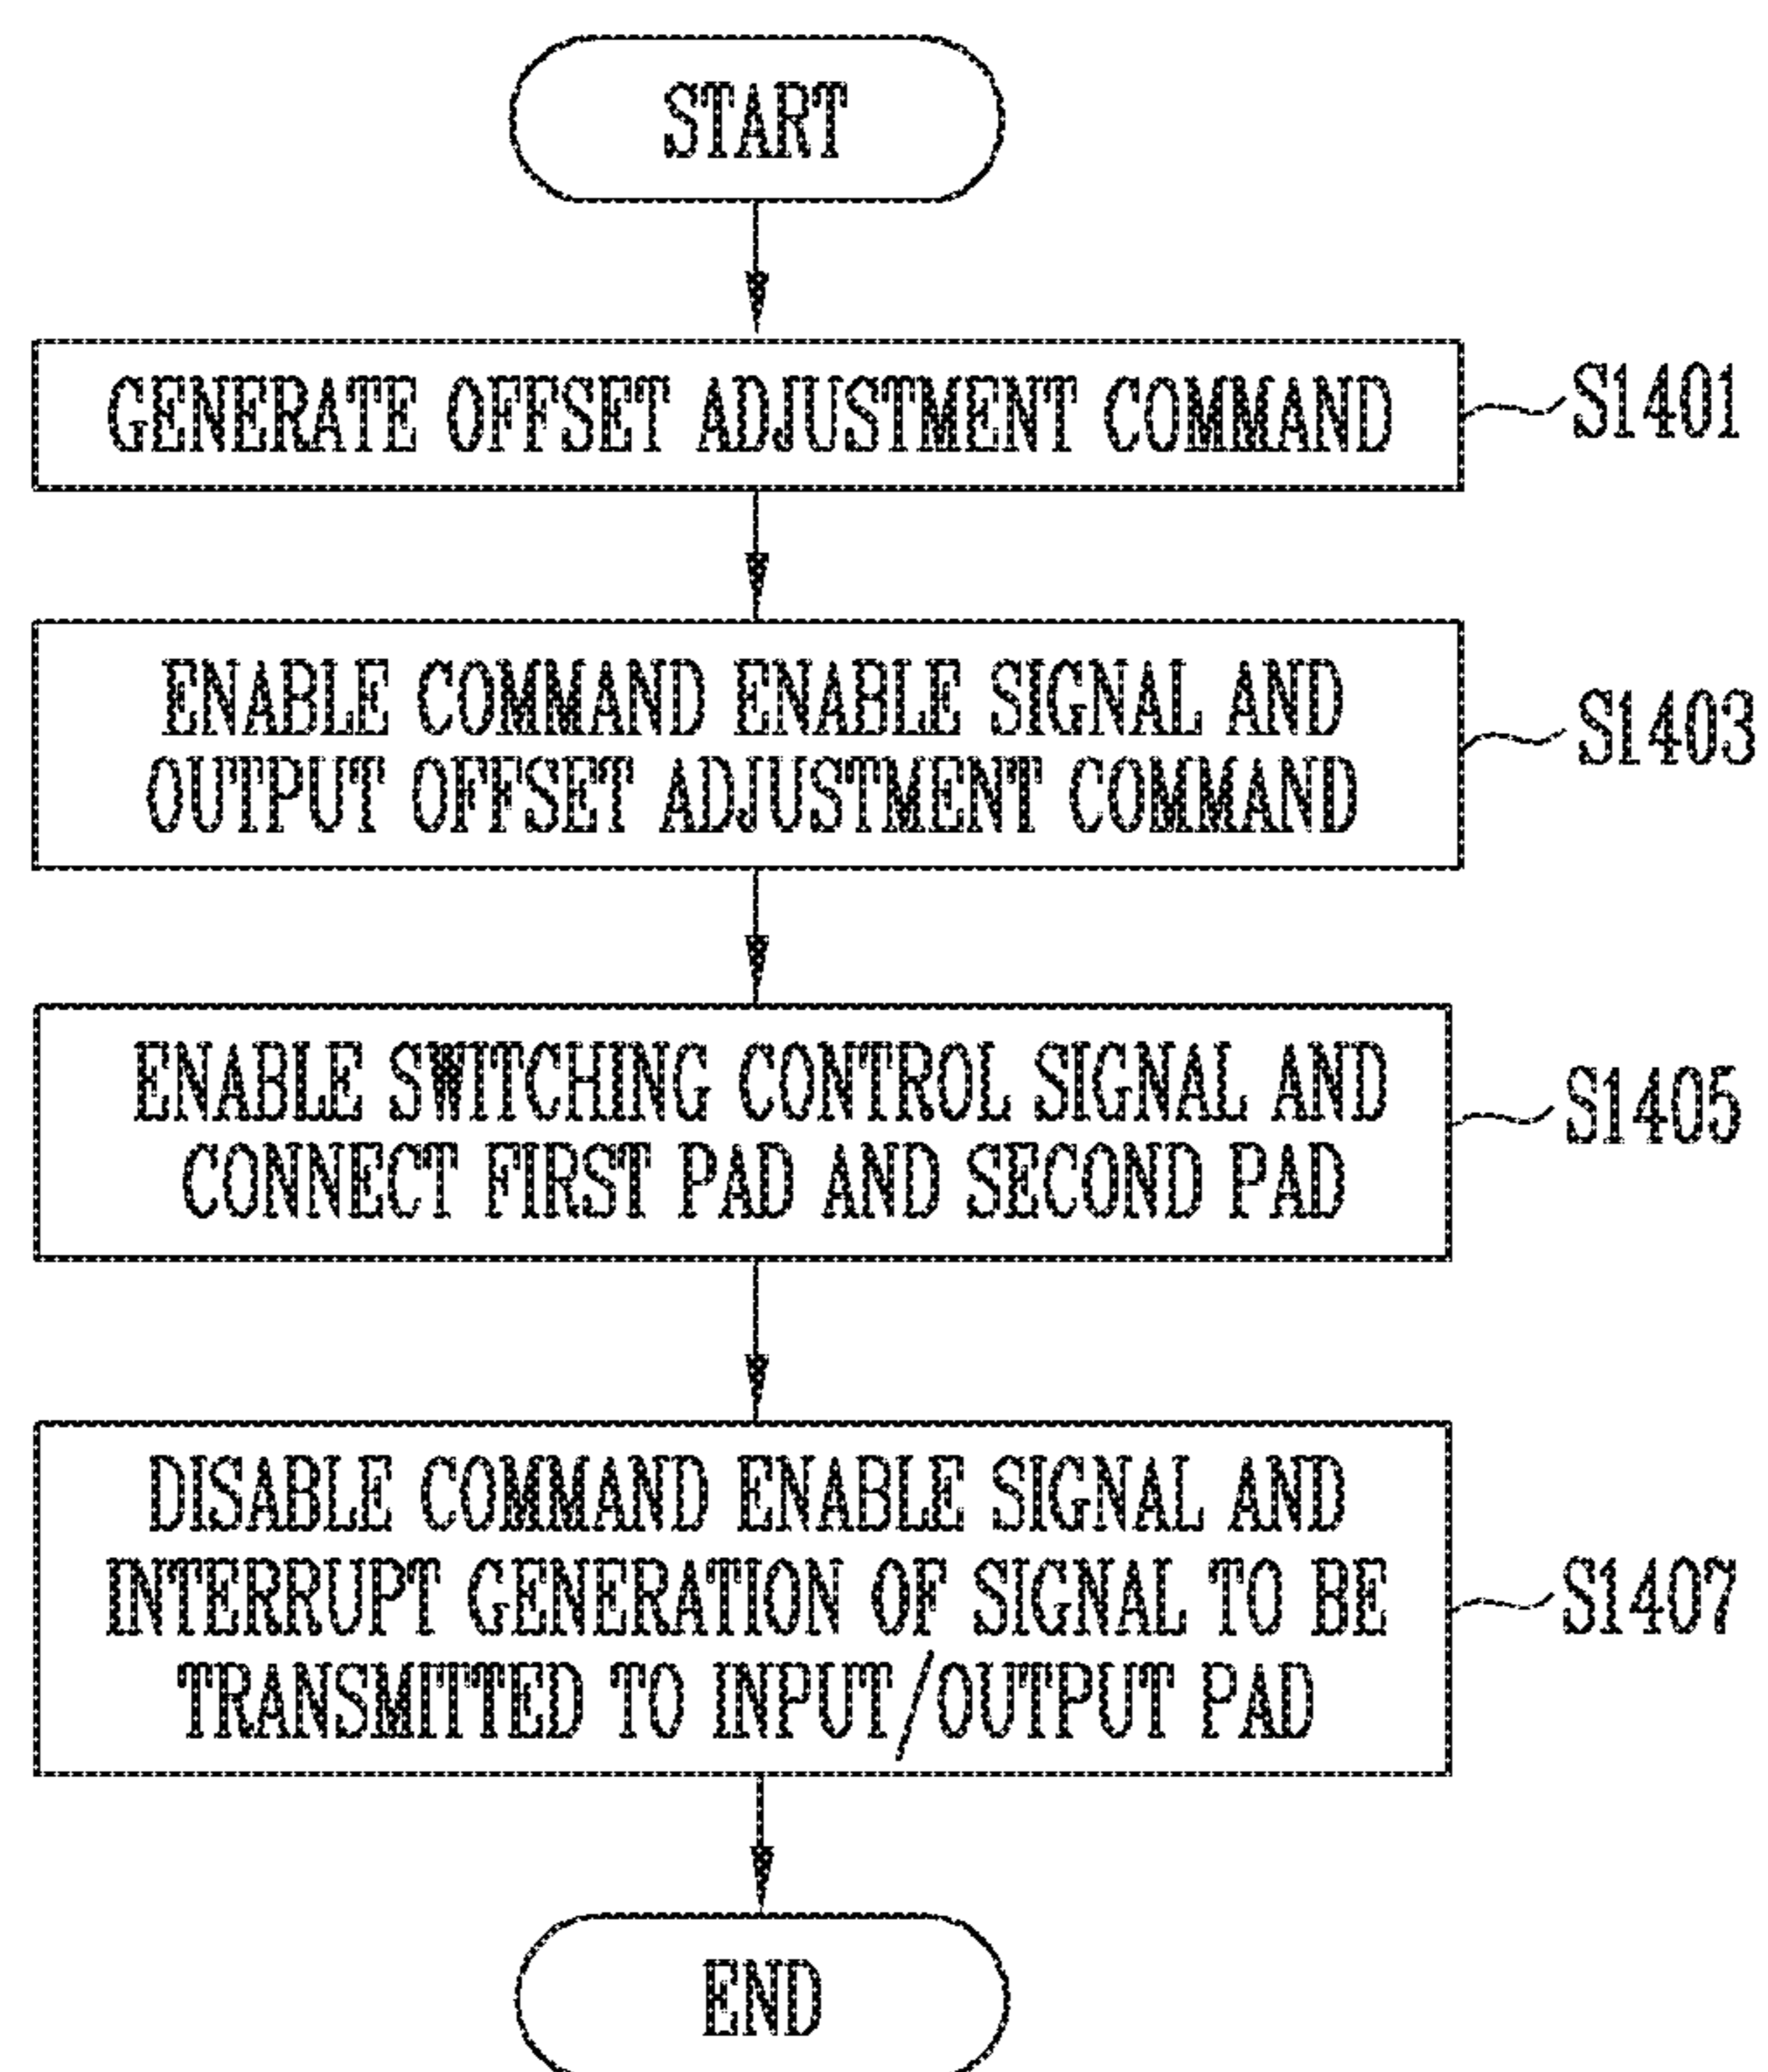 START
GENERATE OFFSET ADJUSTMENT COMMAND
S1401
ENABLE COMMAND ENABLE SIGNAL AND
OUTPUT OFFSET ADJUSTMENT COMMAND
S1403
ENABLE SWITCHING CONTROL SIGNAL AND
CONNECT FIRST PAD AND SECOND PAD
S1405
DISABLE COMMAND ENABLE SIGNAL AND
INTERRUPT GENERATION OF SIGNAL TO BE
TRANSMITTED TO INPUT/OUTPUT PAD
S1407
END